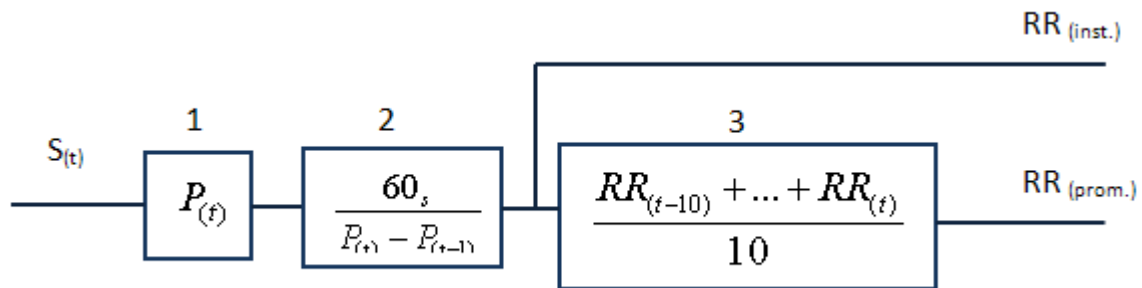 RR (inst.)
1 2 3
S(t)
P(t)
60s
P(t) − P(t−1)
RR(t−10) + ... + RR(t)
10
RR (prom.)